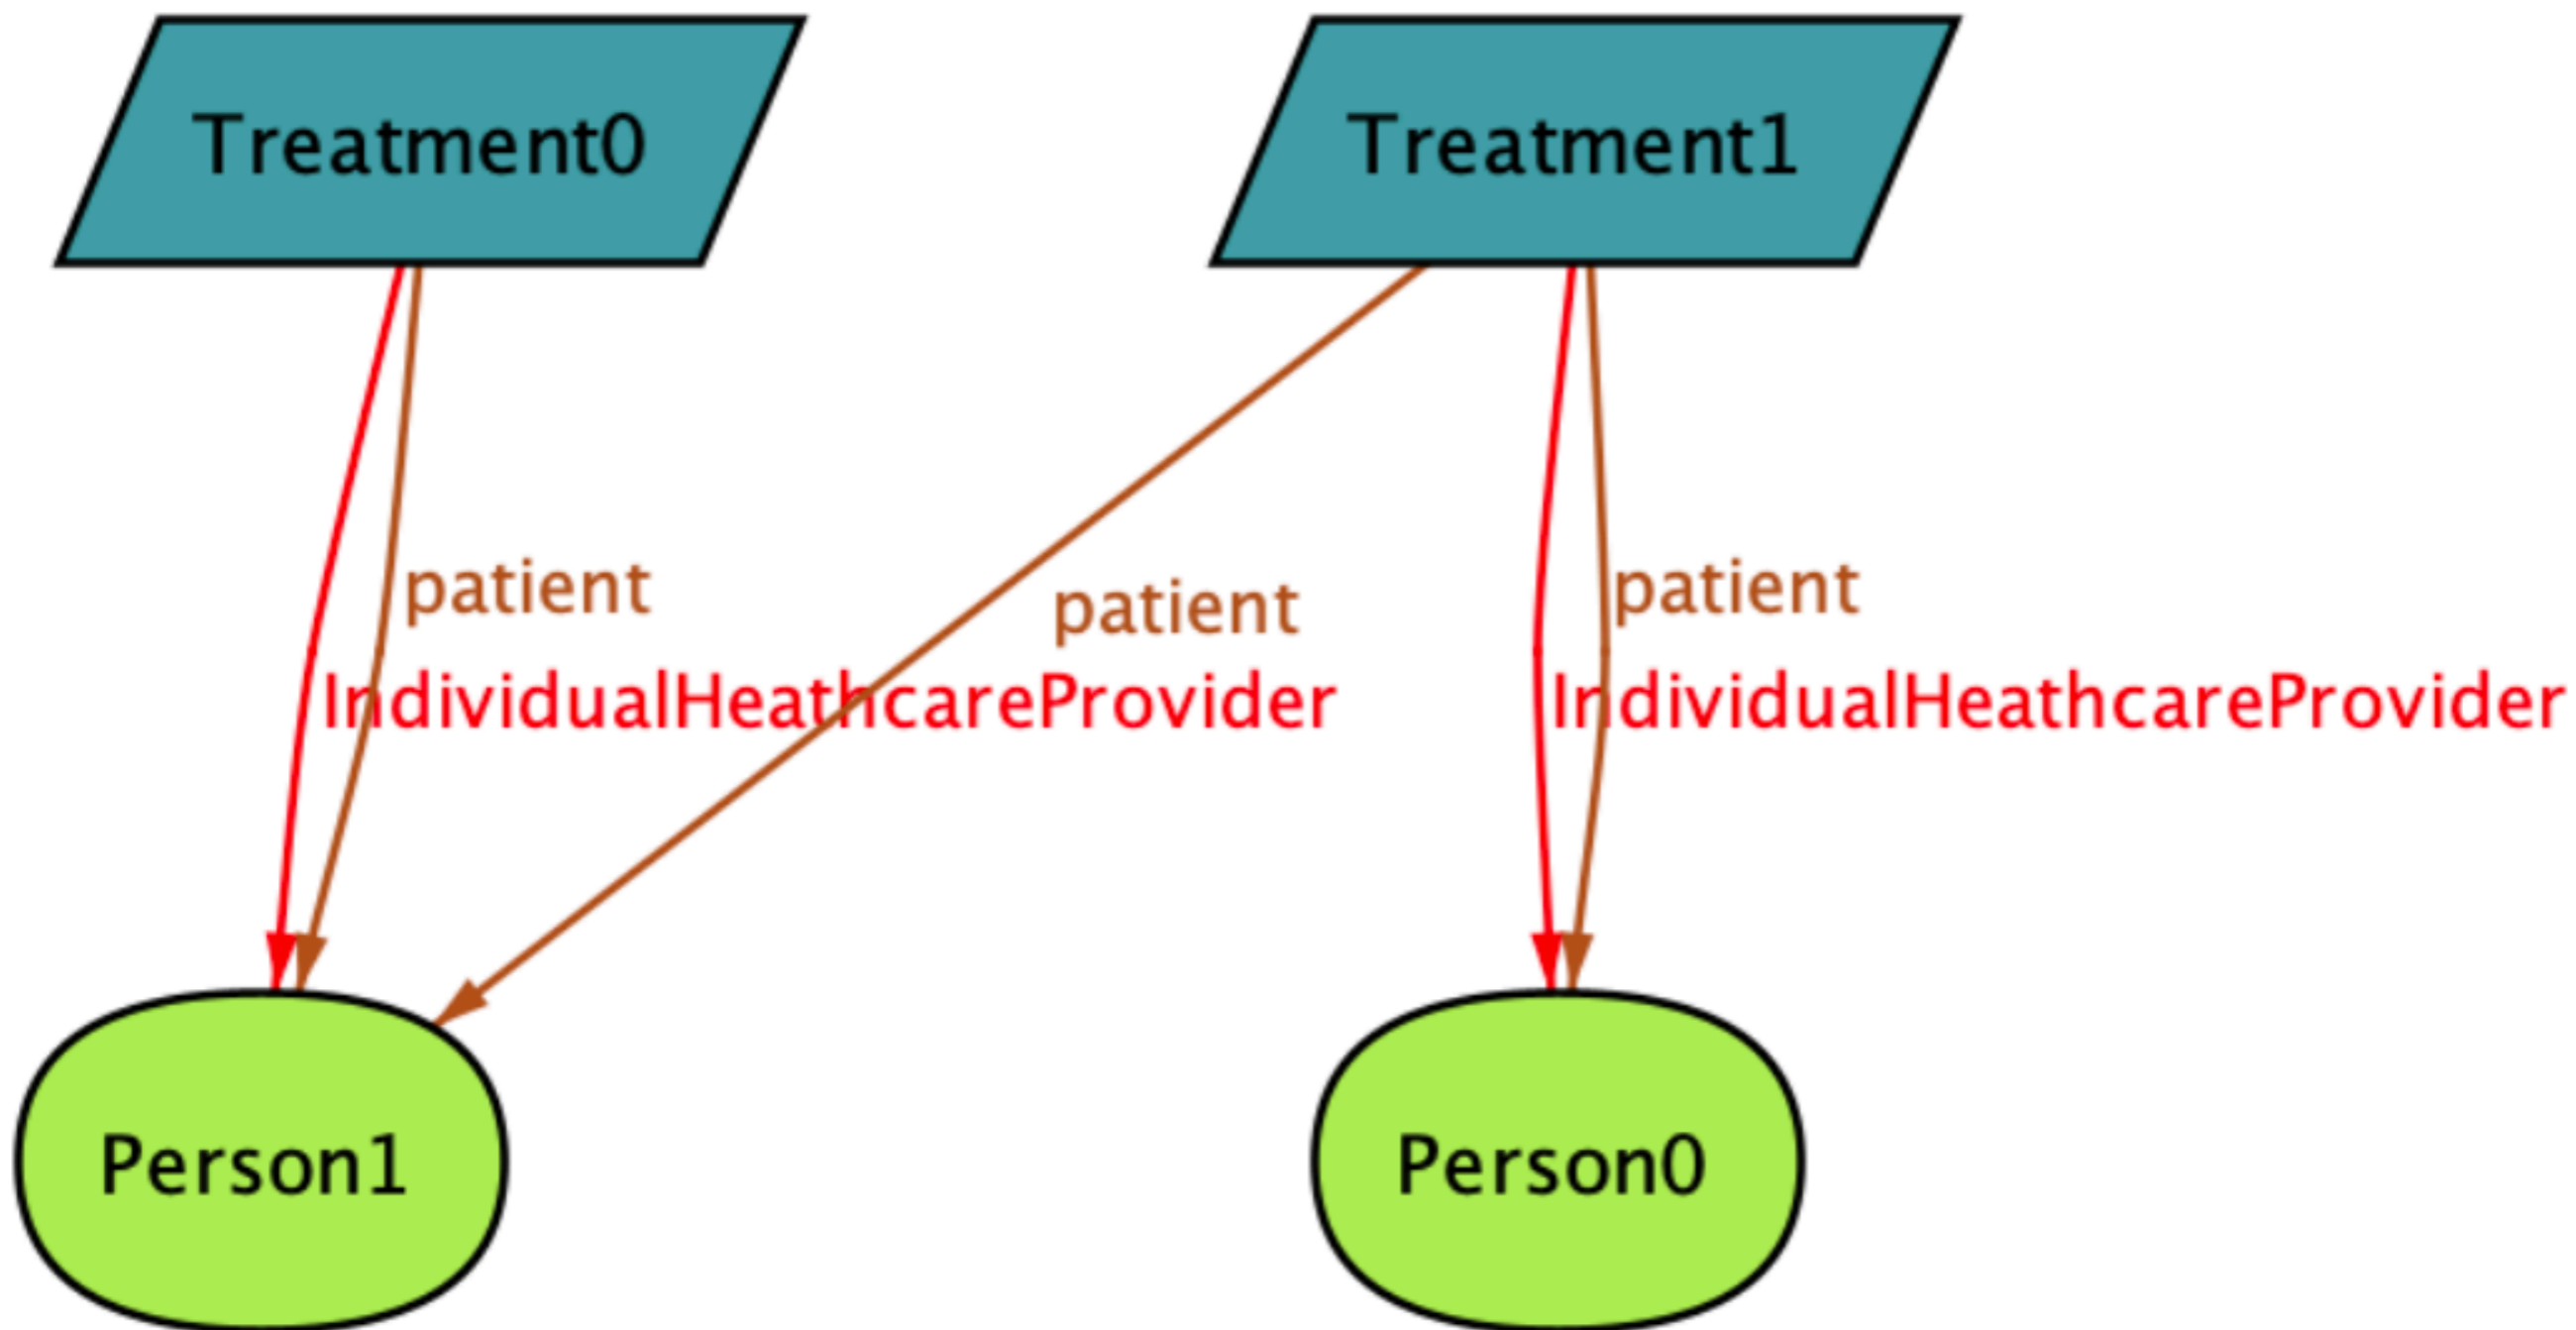 Treatment0
Treatment1
patient
patient
patient
IndividualHeathcareProvider
IndividualHeathcareProvider
Person1
Person0